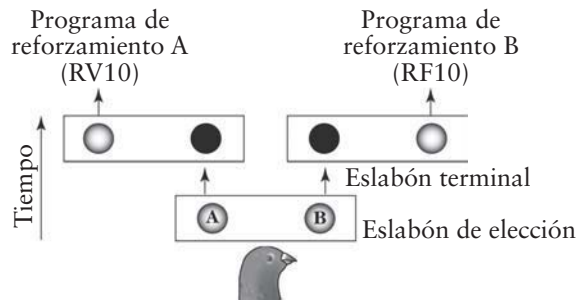 Programa de
reforzamiento A
(RV10)
Programa de
reforzamiento B
(RF10)
Tiempo
Eslabón terminal
A
B
Eslabón de elección